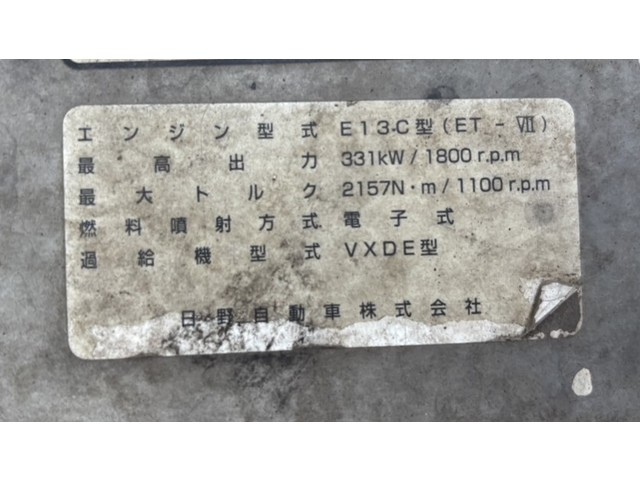 エンジン型式 E13C型(ET-Ⅶ)
最高出力 331kW/1800r.p.m
最大トルク 2157N・m/1100r.p.m
燃料噴射方式 電子式
過給機型式 VXDE型
日野自動車株式会社